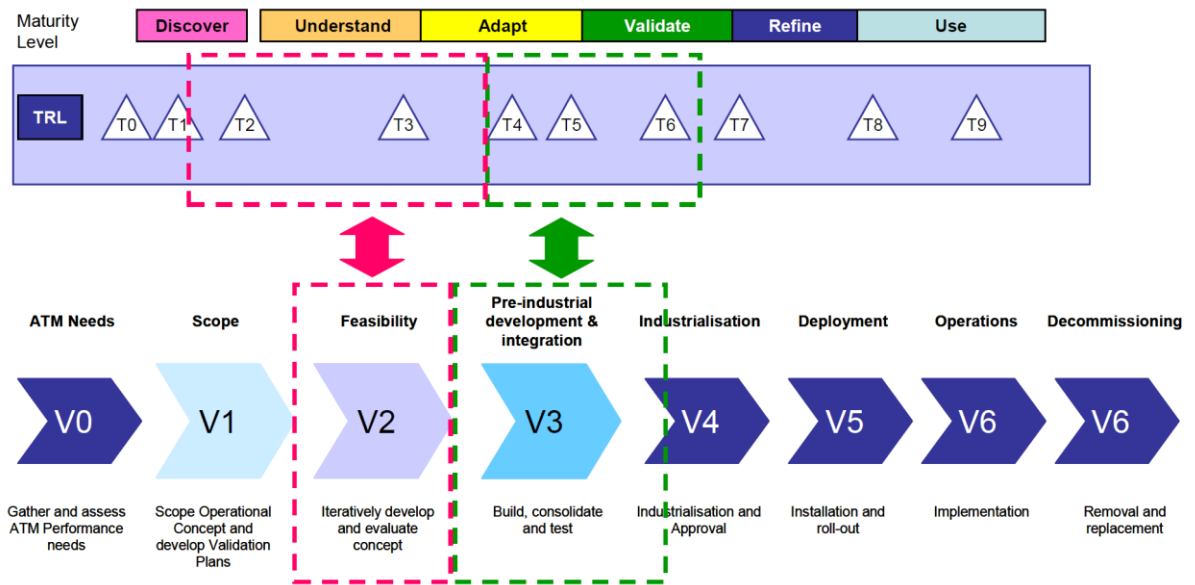 Maturity
Level
Discover
Understand
Adapt
Validate
Refine
Use
TRL
T0
T1
T2
T3
T4
T5
T6
T7
T8
T9
ATM Needs
Scope
Feasibility
Pre-industrial
development &
integration
Industrialisation
Deployment
Operations
Decommissioning
V0
V1
V2
V3
V4
V5
V6
V6
Gather and assess
ATM Performance
needs
Scope Operational
Concept and
develop Validation
Plans
Iteratively develop
and evaluate
concept
Build, consolidate
and test
Industrialisation and
Approval
Installation and
roll-out
Implementation
Removal and
replacement